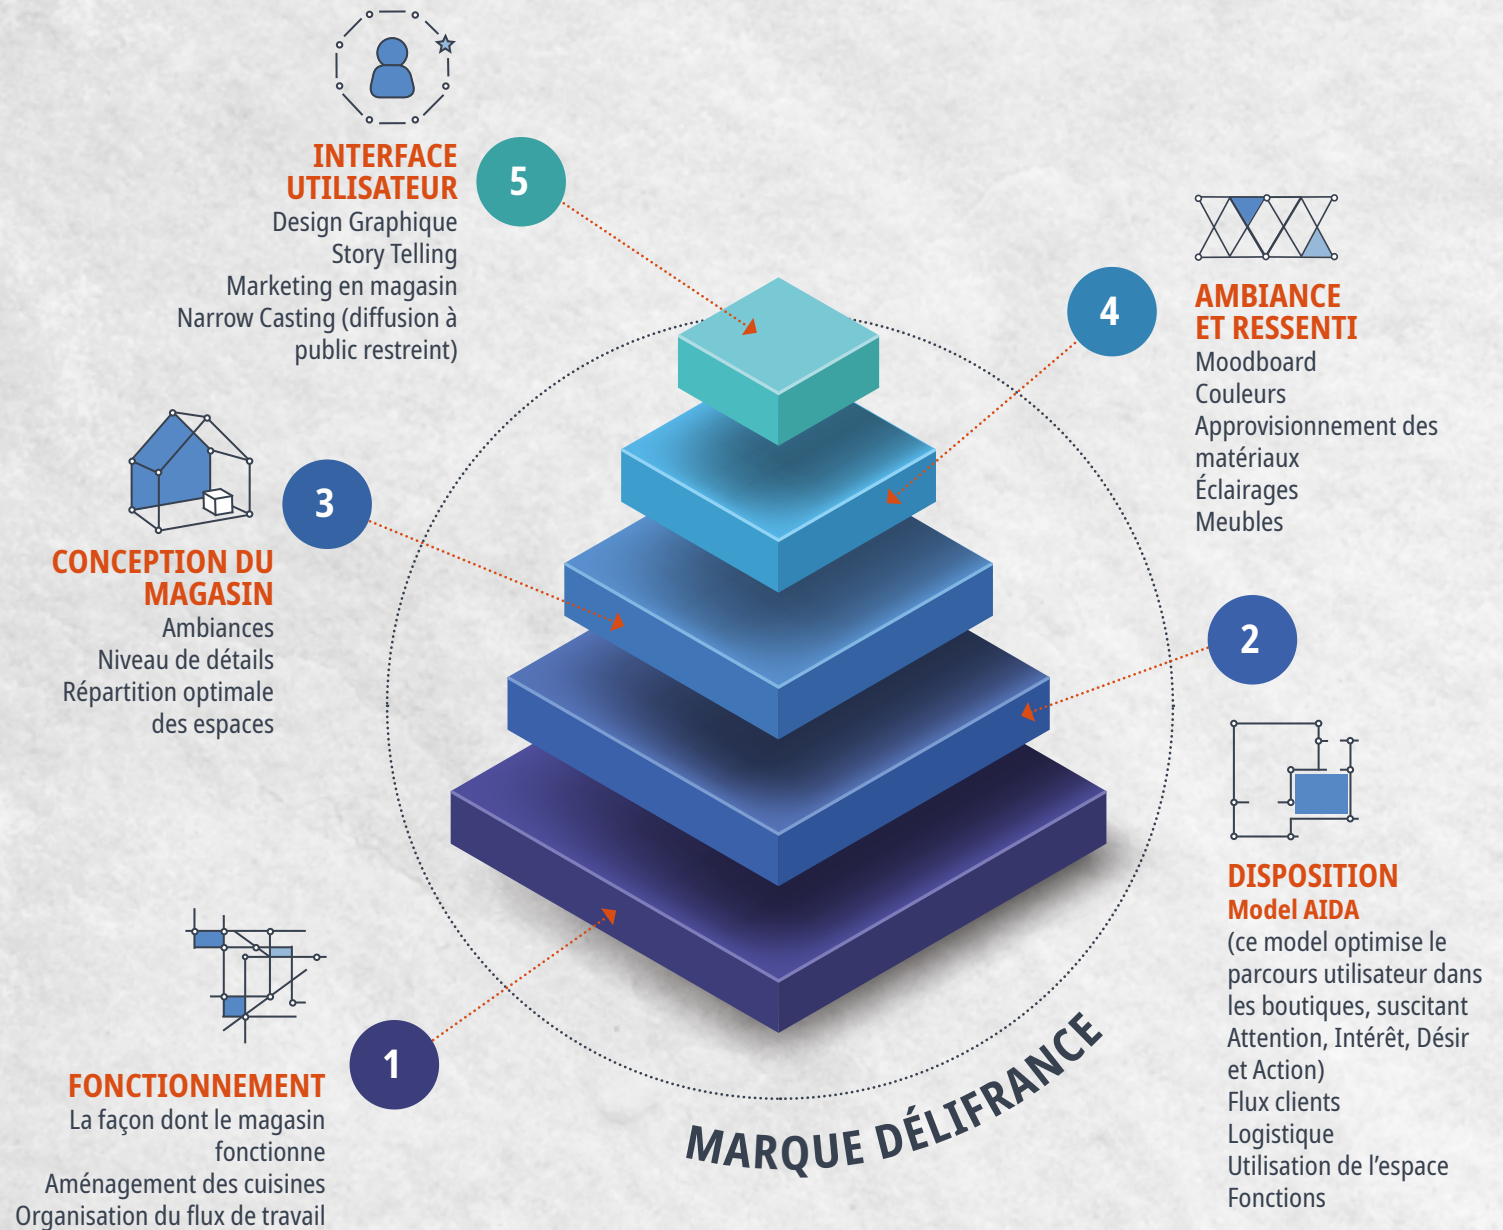 INTERFACE
UTILISATEUR
Design Graphique
Story Telling
Marketing en magasin
Narrow Casting (diffusion à
public restreint)
5
4
AMBIANCE
ET RESSENTI
Moodboard
Couleurs
Approvisionnement des
matériaux
Éclairages
Meubles
3
CONCEPTION DU
MAGASIN
Ambiances
Niveau de détails
Répartition optimale
des espaces
2
DISPOSITION
Model AIDA
(ce model optimise le
parcours utilisateur dans
les boutiques, suscitant
Attention, Intérêt, Désir
et Action)
Flux clients
Logistique
Utilisation de l’espace
Fonctions
1
FONCTIONNEMENT
La façon dont le magasin
fonctionne
Aménagement des cuisines
Organisation du flux de travail
MARQUE DÉLIFRANCE